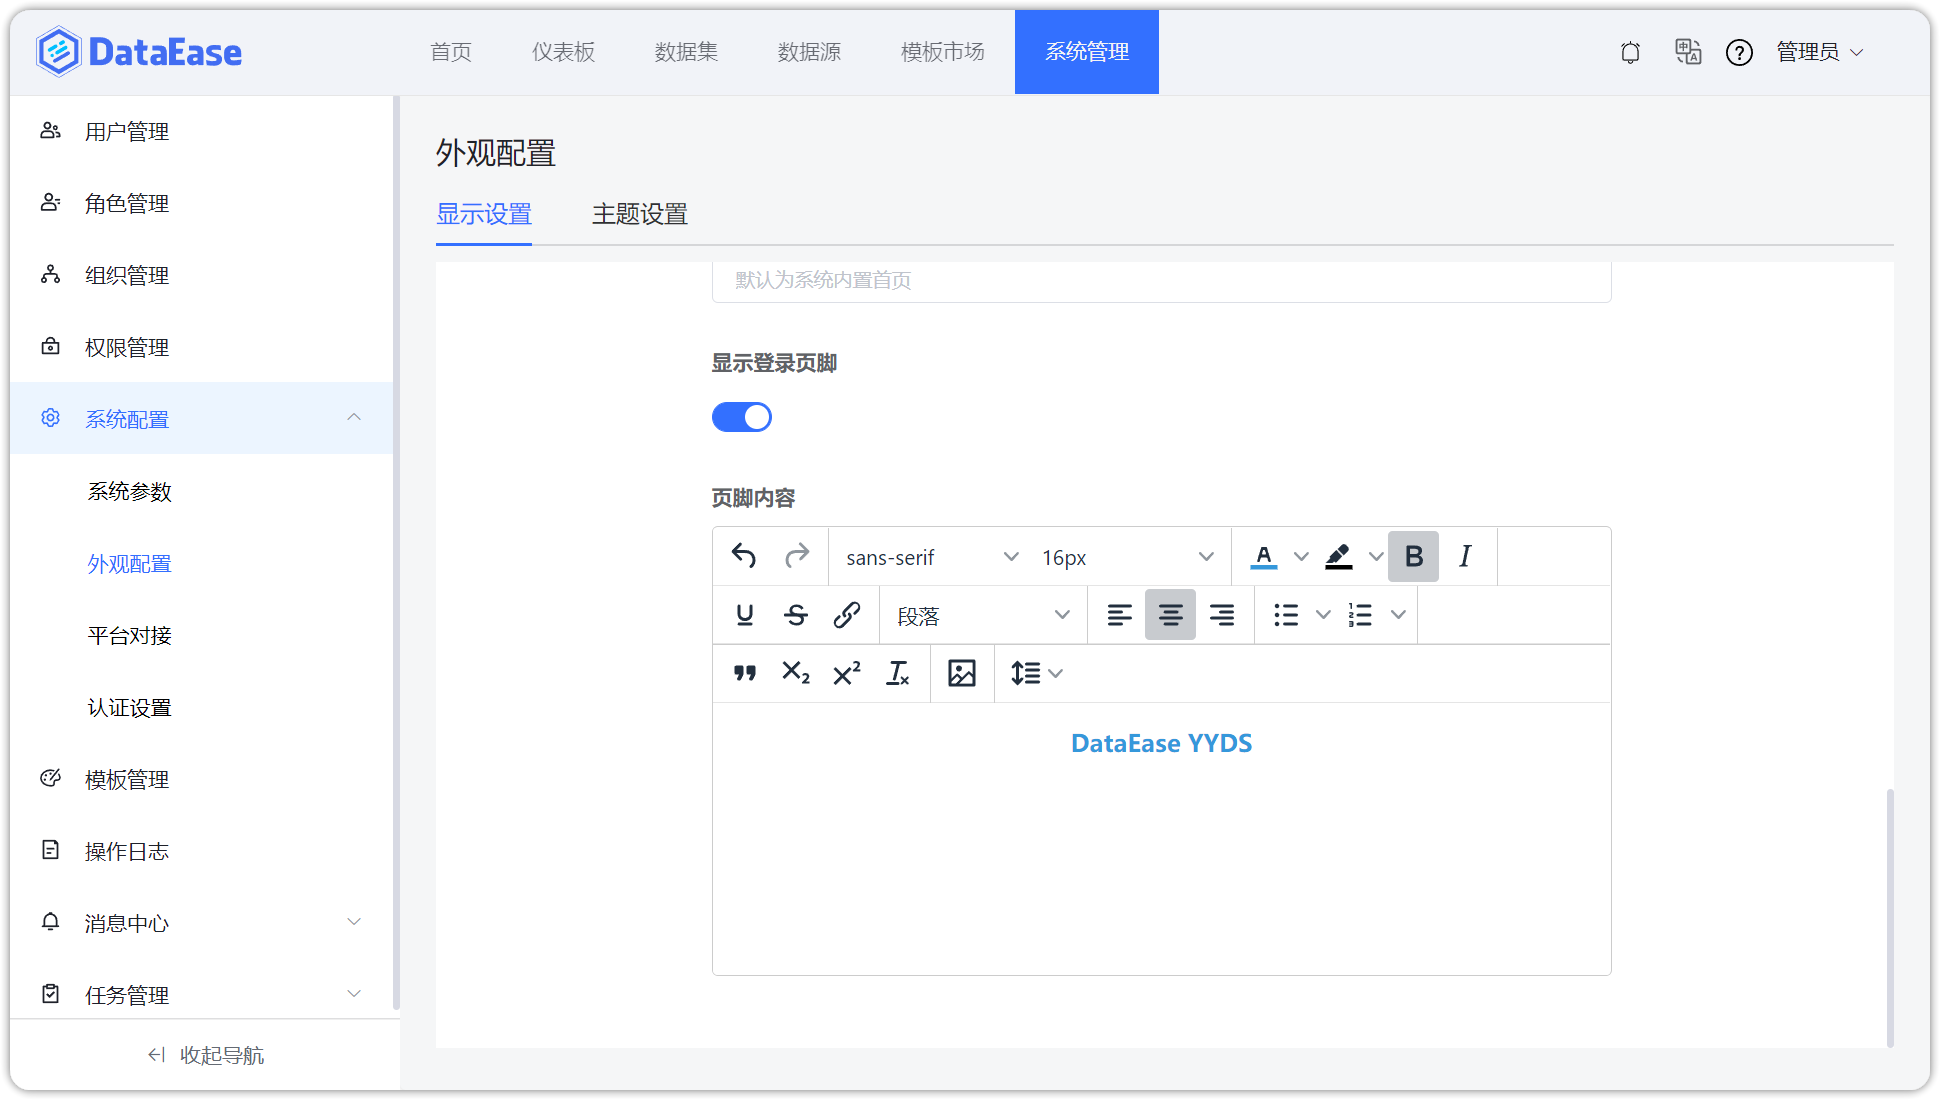 DataEase
首页 仪表板 数据集 数据源 模板市场 系统管理 管理员
用户管理
角色管理
组织管理
权限管理
系统配置
系统参数
外观配置
平台对接
认证设置
模板管理
操作日志
消息中心
任务管理
收起导航
外观配置
显示设置 主题设置
默认为系统内置首页
显示登录页脚
页脚内容
sans-serif 16px A B I
U S 段落
X₂ X² Iₓ
DataEase YYDS